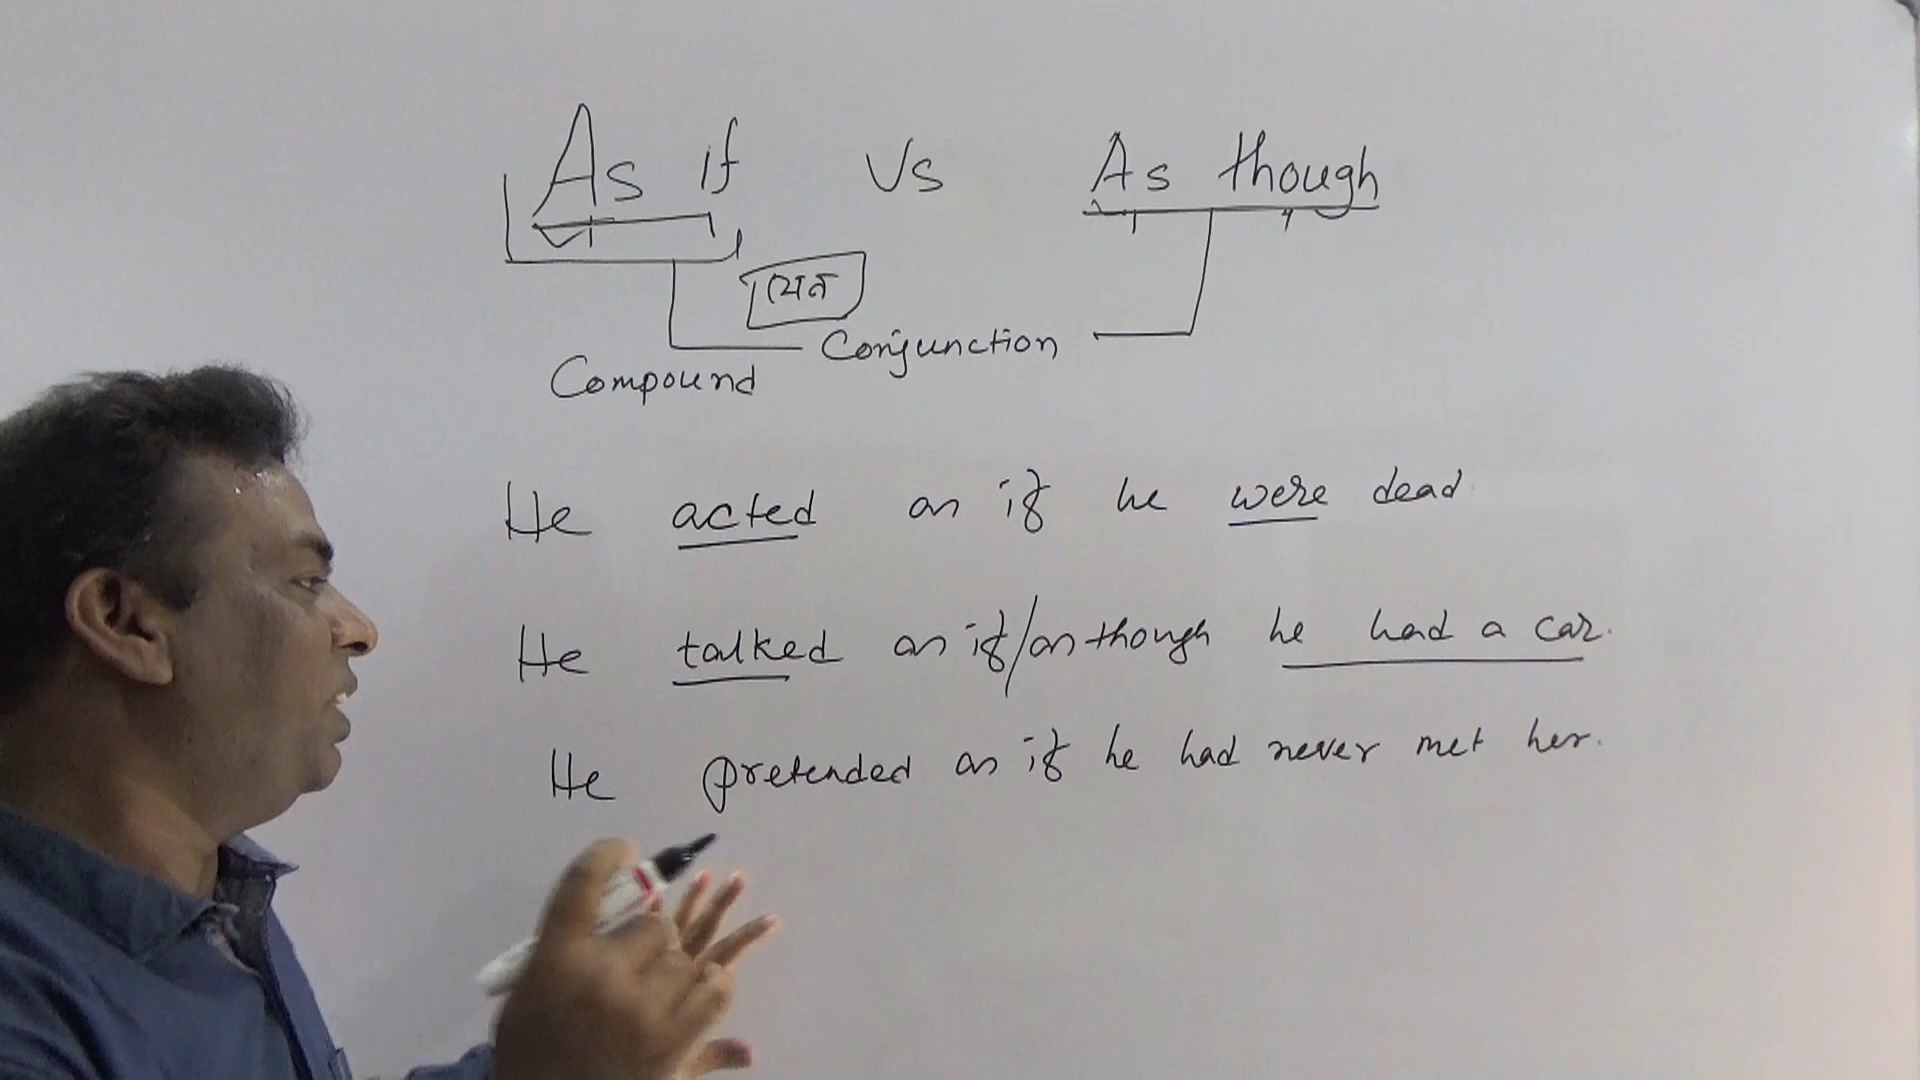 As if Vs As though
যেন
Conjunction
Compound
He acted as if he were dead
He talked as if/as though he had a car.
He pretended as if he had never met her.